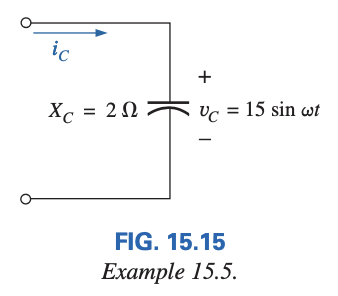 i_C
+
X_C = 2 Ω
v_C = 15 sin ωt
–
FIG. 15.15
Example 15.5.